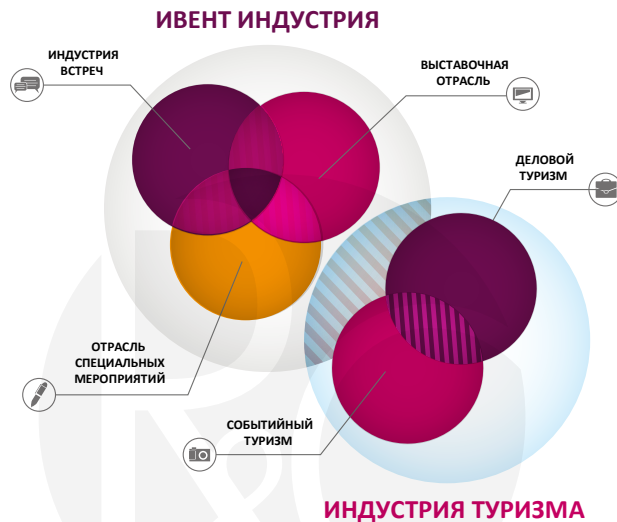 ИВЕНТ ИНДУСТРИЯ
ИНДУСТРИЯ
ВСТРЕЧ
ВЫСТАВОЧНАЯ
ОТРАСЛЬ
ДЕЛОВОЙ
ТУРИЗМ
ОТРАСЛЬ
СПЕЦИАЛЬНЫХ
МЕРОПРИЯТИЙ
СОБЫТИЙНЫЙ
ТУРИЗМ
ИНДУСТРИЯ ТУРИЗМА